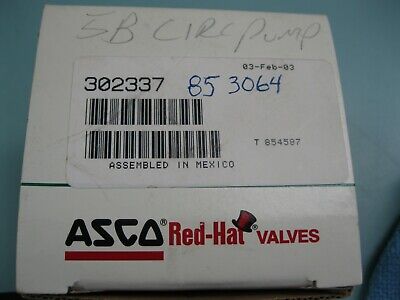 5B CIRC PUMP
03-Feb-03
302337 85 3064
T 854597
ASSEMBLED IN MEXICO
ASCO® Red-Hat® VALVES